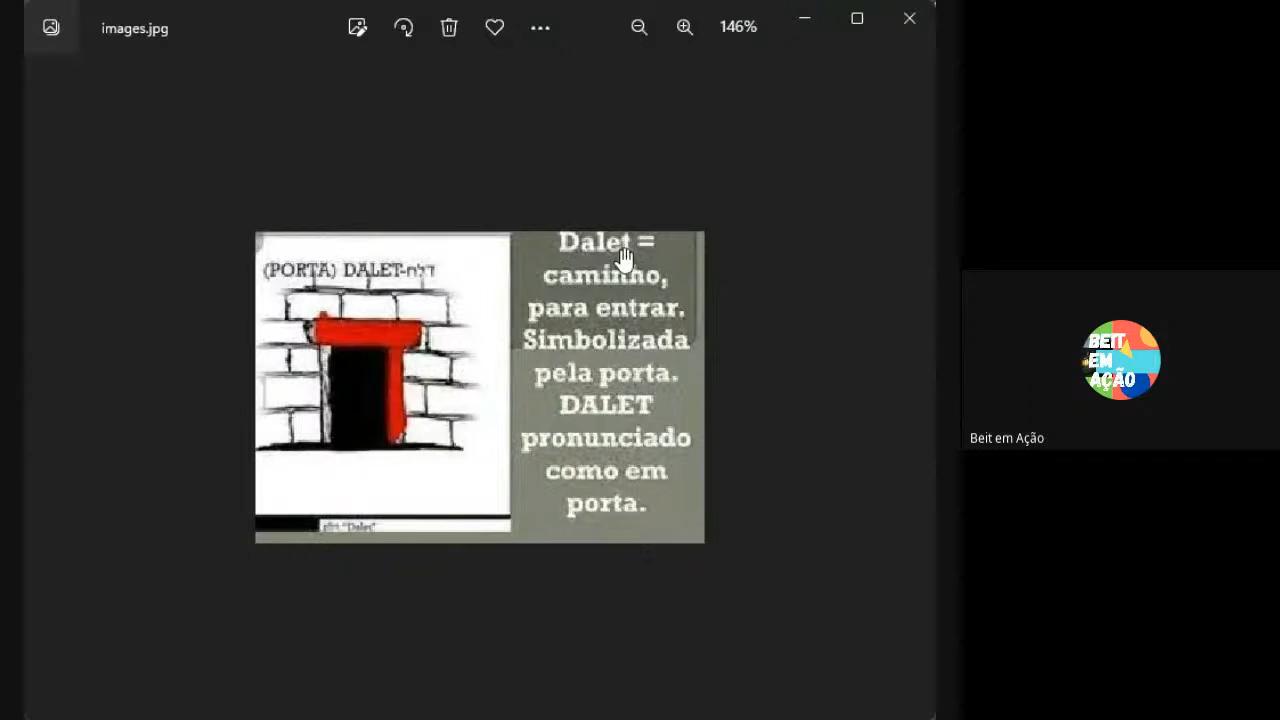 images.jpg
146%
(PORTA) DALET-דלת
Dalet =
caminho,
para entrar.
Simbolizada
pela porta.
DALET
pronunciado
como em
porta.
"Dalet"
BEIT
EM
AÇÃO
Beit em Ação